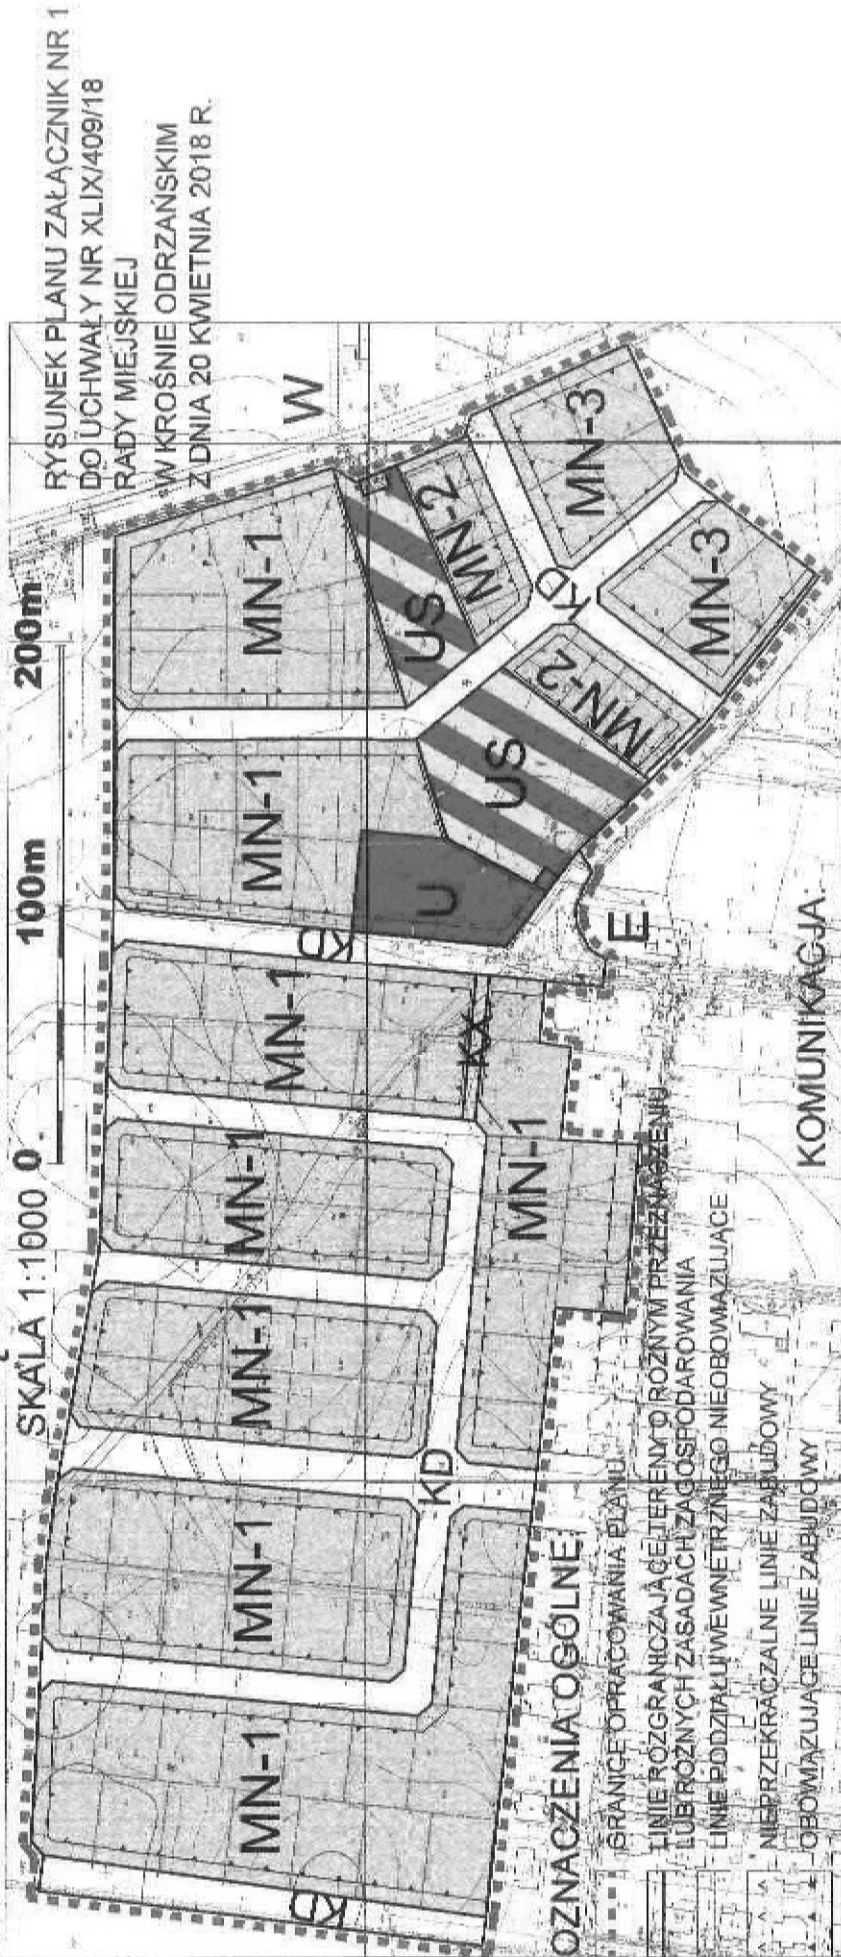 RYSUNEK PLANU ZAŁĄCZNIK NR 1
DO UCHWAŁY NR XLIX/409/18
RADY MIEJSKIEJ
W KROŚNIE ODRZAŃSKIM
Z DNIA 20 KWIETNIA 2018 R.
SKALA 1:1000
0
100m
200m
W
MN-1
MN-1
MN-1
MN-1
MN-1
MN-1
MN-1
MN-1
US
MN-2
MN-3
US
MN-2
MN-3
U
KD
KD
KD
KD
KX
E
OZNACZENIA OGÓLNE:
GRANICE OPRACOWANIA PLANU
LINIE ROZGRANICZAJĄCE TERENY O RÓŻNYM PRZEZNACZENIU
LUB RÓŻNYCH ZASADACH ZAGOSPODAROWANIA
LINIE PODZIAŁU WEWNĘTRZNEGO NIEOBOWIĄZUJĄCE
NIEPRZEKRACZALNE LINIE ZABUDOWY
OBOWIĄZUJĄCE LINIE ZABUDOWY
KOMUNIKACJA: